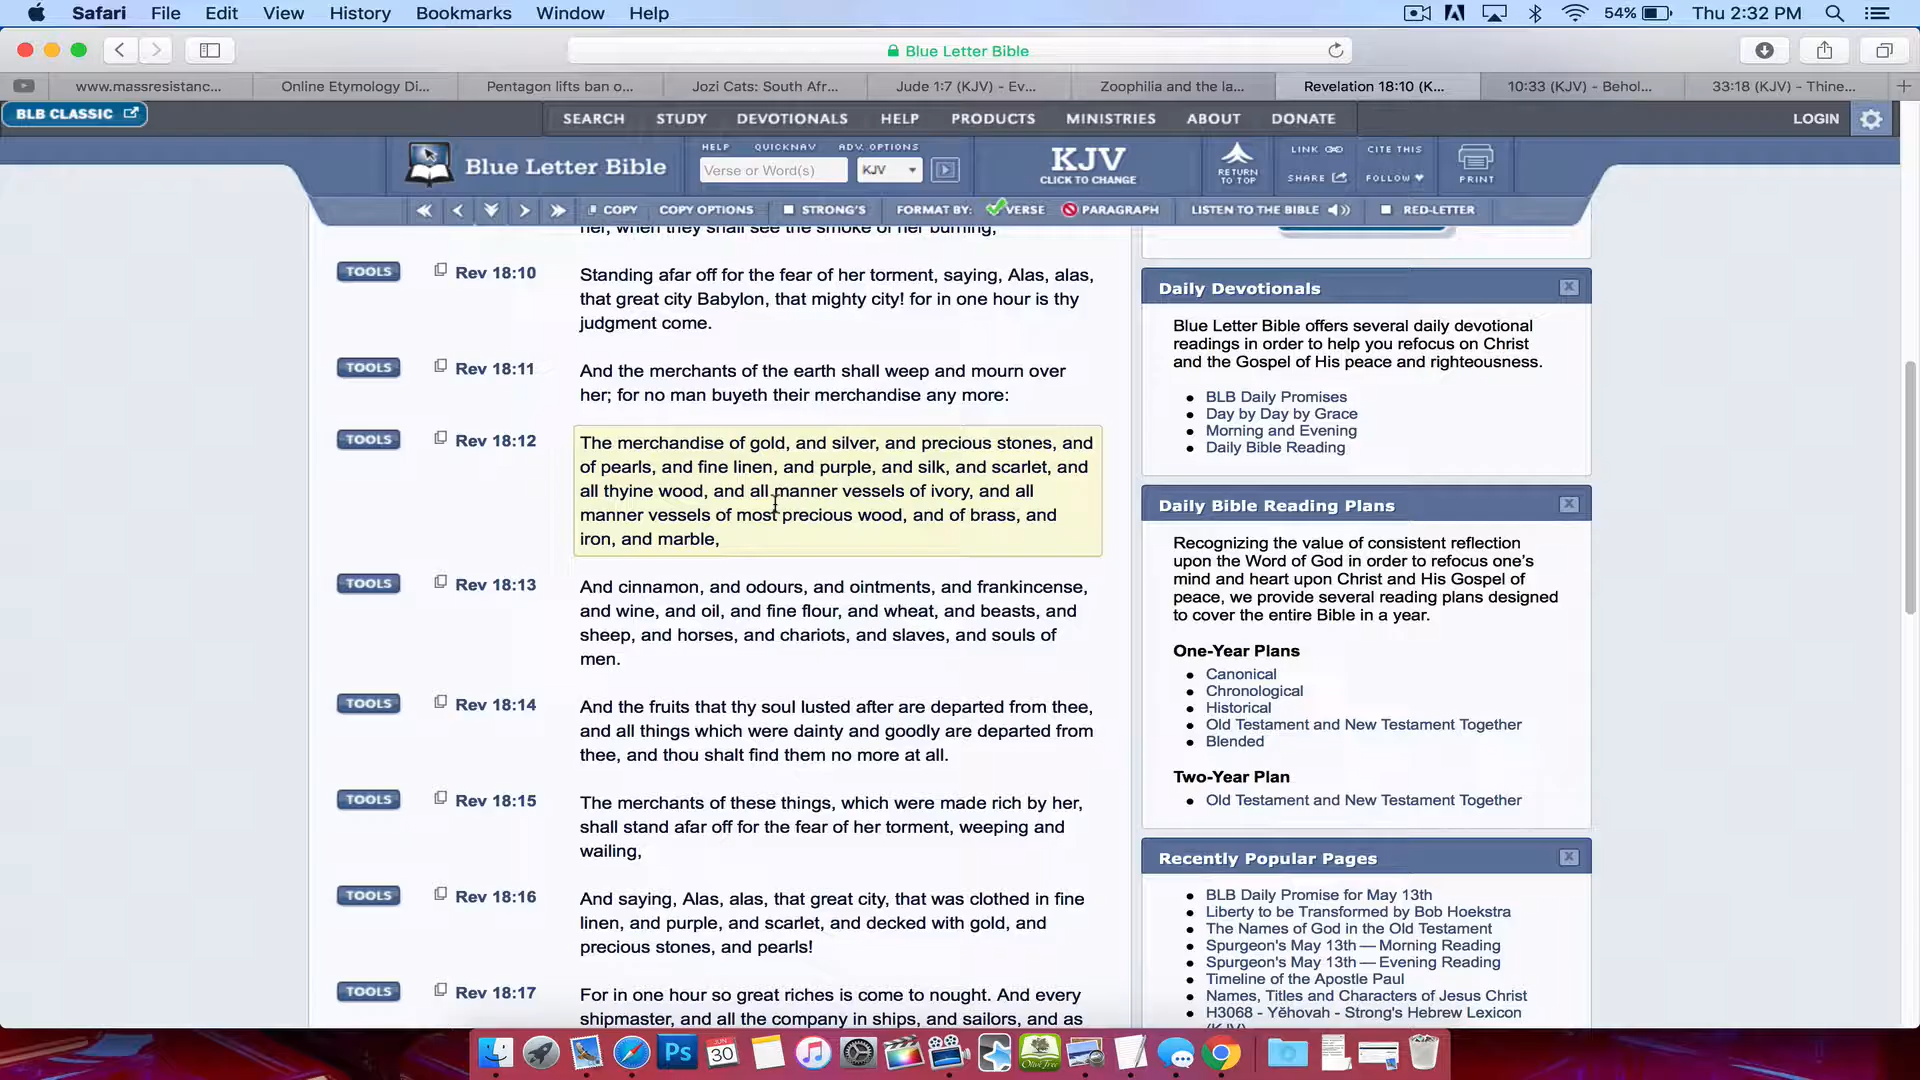 Safari File Edit View History Bookmarks Window Help 54% Thu 2:32 PM
Blue Letter Bible
www.massresistanc... Online Etymology Di... Pentagon lifts ban o... Jozi Cats: South Afr... Jude 1:7 (KJV) - Ev... Zoophilia and the la... Revelation 18:10 (K... 10:33 (KJV) - Behol... 33:18 (KJV) - Thine...
BLB CLASSIC SEARCH STUDY DEVOTIONALS HELP PRODUCTS MINISTRIES ABOUT DONATE LOGIN
HELP QUICKNAV ADV. OPTIONS
Blue Letter Bible Verse or Word(s) KJV
KJV
CLICK TO CHANGE
RETURN
TO TOP
LINK CITE THIS
SHARE FOLLOW PRINT
COPY COPY OPTIONS STRONG'S FORMAT BY: VERSE PARAGRAPH LISTEN TO THE BIBLE RED-LETTER
her, when they shall see the smoke of her burning,
TOOLS Rev 18:10 Standing afar off for the fear of her torment, saying, Alas, alas,
that great city Babylon, that mighty city! for in one hour is thy
judgment come.
TOOLS Rev 18:11 And the merchants of the earth shall weep and mourn over
her; for no man buyeth their merchandise any more:
TOOLS Rev 18:12 The merchandise of gold, and silver, and precious stones, and
of pearls, and fine linen, and purple, and silk, and scarlet, and
all thyine wood, and all manner vessels of ivory, and all
manner vessels of most precious wood, and of brass, and
iron, and marble,
TOOLS Rev 18:13 And cinnamon, and odours, and ointments, and frankincense,
and wine, and oil, and fine flour, and wheat, and beasts, and
sheep, and horses, and chariots, and slaves, and souls of
men.
TOOLS Rev 18:14 And the fruits that thy soul lusted after are departed from thee,
and all things which were dainty and goodly are departed from
thee, and thou shalt find them no more at all.
TOOLS Rev 18:15 The merchants of these things, which were made rich by her,
shall stand afar off for the fear of her torment, weeping and
wailing,
TOOLS Rev 18:16 And saying, Alas, alas, that great city, that was clothed in fine
linen, and purple, and scarlet, and decked with gold, and
precious stones, and pearls!
TOOLS Rev 18:17 For in one hour so great riches is come to nought. And every
shipmaster, and all the company in ships, and sailors, and as
Daily Devotionals
Blue Letter Bible offers several daily devotional
readings in order to help you refocus on Christ
and the Gospel of His peace and righteousness.
BLB Daily Promises
Day by Day by Grace
Morning and Evening
Daily Bible Reading
Daily Bible Reading Plans
Recognizing the value of consistent reflection
upon the Word of God in order to refocus one's
mind and heart upon Christ and His Gospel of
peace, we provide several reading plans designed
to cover the entire Bible in a year.
One-Year Plans
Canonical
Chronological
Historical
Old Testament and New Testament Together
Blended
Two-Year Plan
Old Testament and New Testament Together
Recently Popular Pages
BLB Daily Promise for May 13th
Liberty to be Transformed by Bob Hoekstra
The Names of God in the Old Testament
Spurgeon's May 13th — Morning Reading
Spurgeon's May 13th — Evening Reading
Timeline of the Apostle Paul
Names, Titles and Characters of Jesus Christ
H3068 - Yĕhovah - Strong's Hebrew Lexicon
(KJV)
Ps JUN 30 Olive Tree